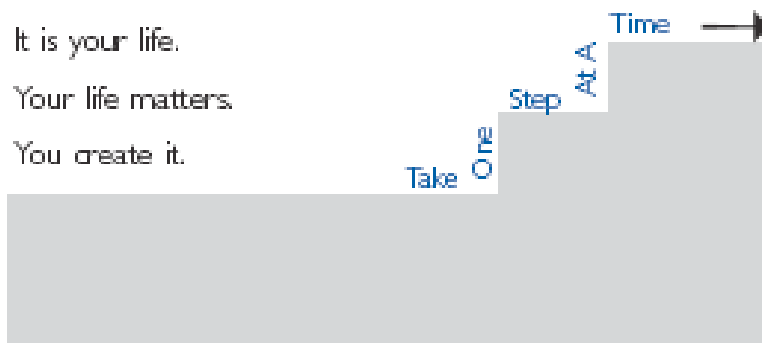 It is your life.
Your life matters.
You create it.
Take
One
Step
At A
Time